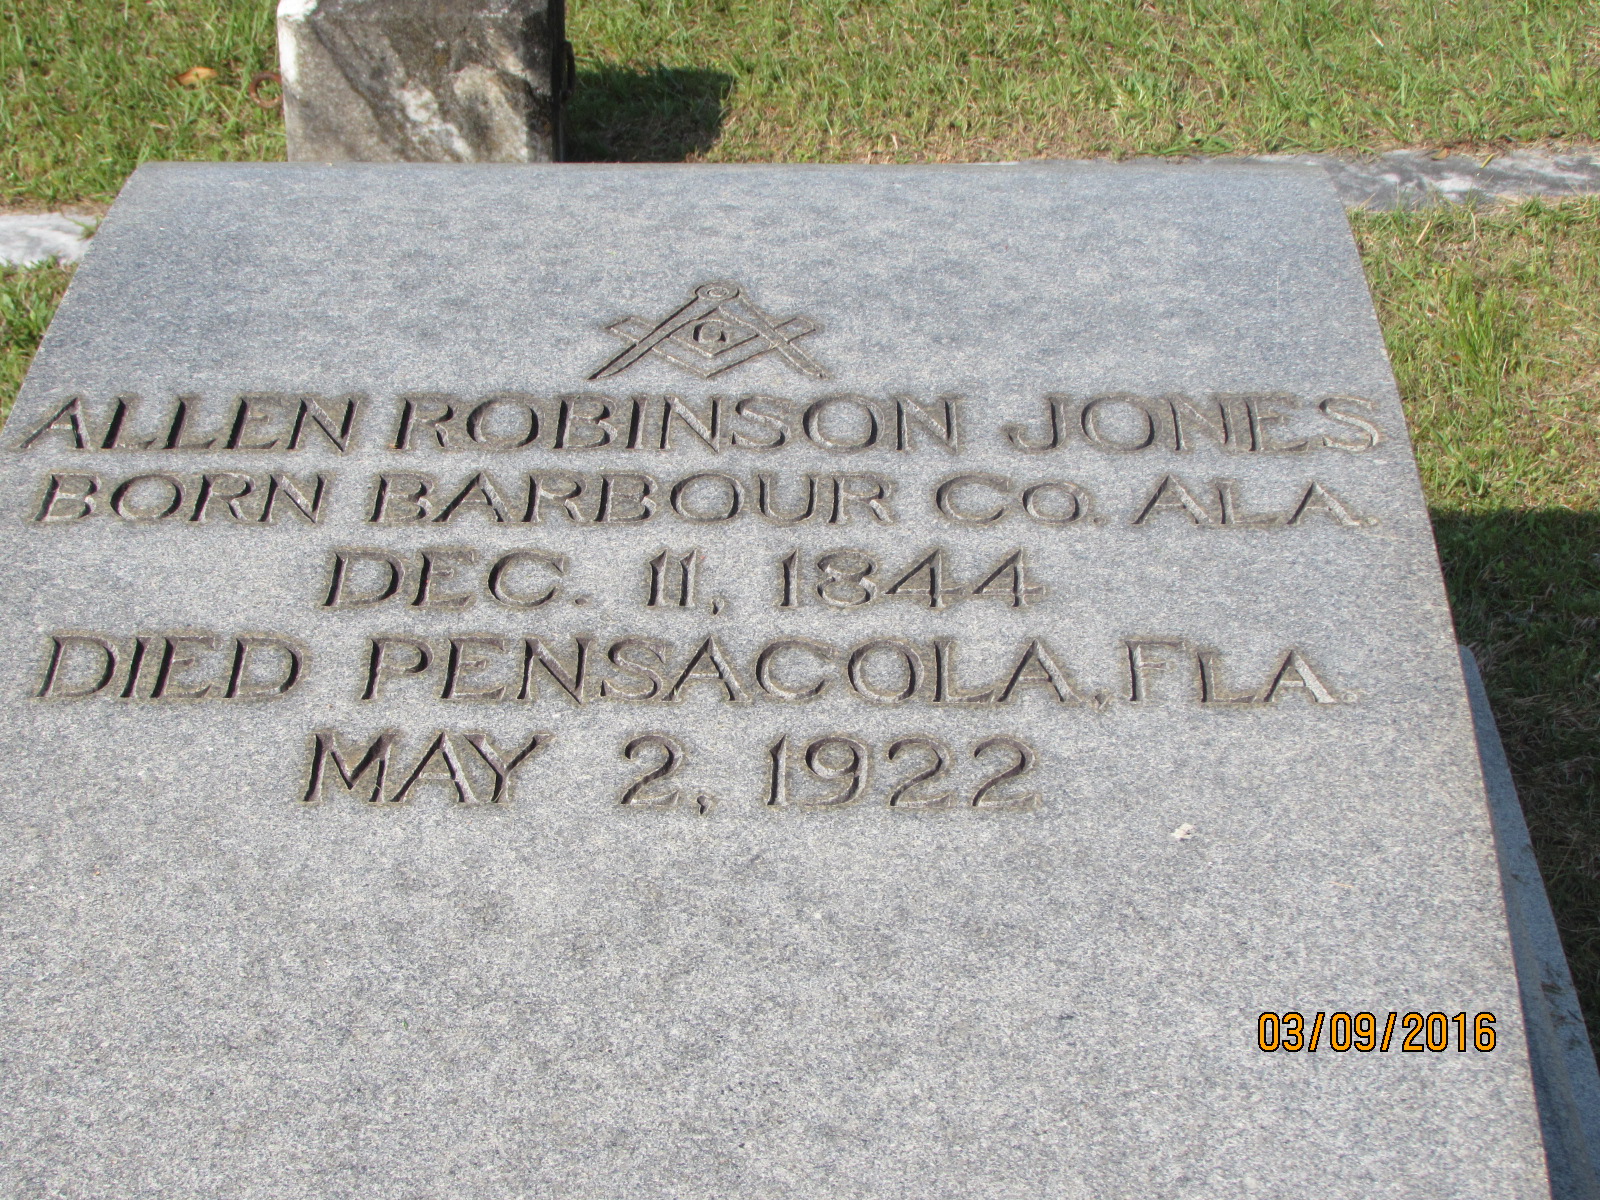 G
ALLEN ROBINSON JONES
BORN BARBOUR CO. ALA.
DEC. 11, 1844
DIED PENSACOLA, FLA.
MAY 2, 1922
03/09/2016